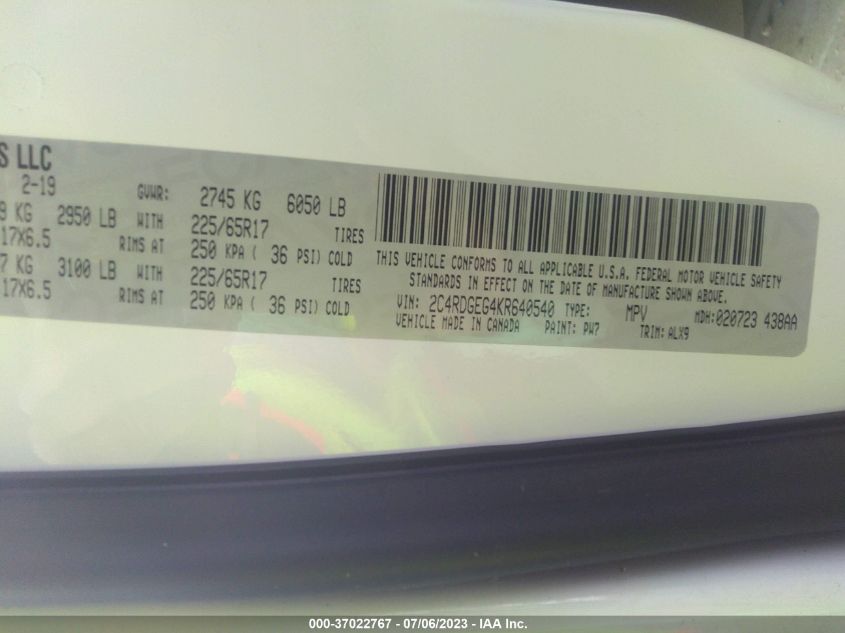 S LLC
2-19 GVWR: 2745 KG 6050 LB
9 KG 2950 LB WITH 225/65R17 TIRES
17X6.5 RIMS AT 250 KPA ( 36 PSI) COLD
7 KG 3100 LB WITH 225/65R17 TIRES
17X6.5 RIMS AT 250 KPA ( 36 PSI) COLD
THIS VEHICLE CONFORMS TO ALL APPLICABLE U.S.A. FEDERAL MOTOR VEHICLE SAFETY
STANDARDS IN EFFECT ON THE DATE OF MANUFACTURE SHOWN ABOVE.
VIN: 2C4RDGEG4KR640540 TYPE: MPV MDH:020723 438AA
VEHICLE MADE IN CANADA PAINT: PW7 TRIM: ALX9
000-37022767 - 07/06/2023 - IAA Inc.